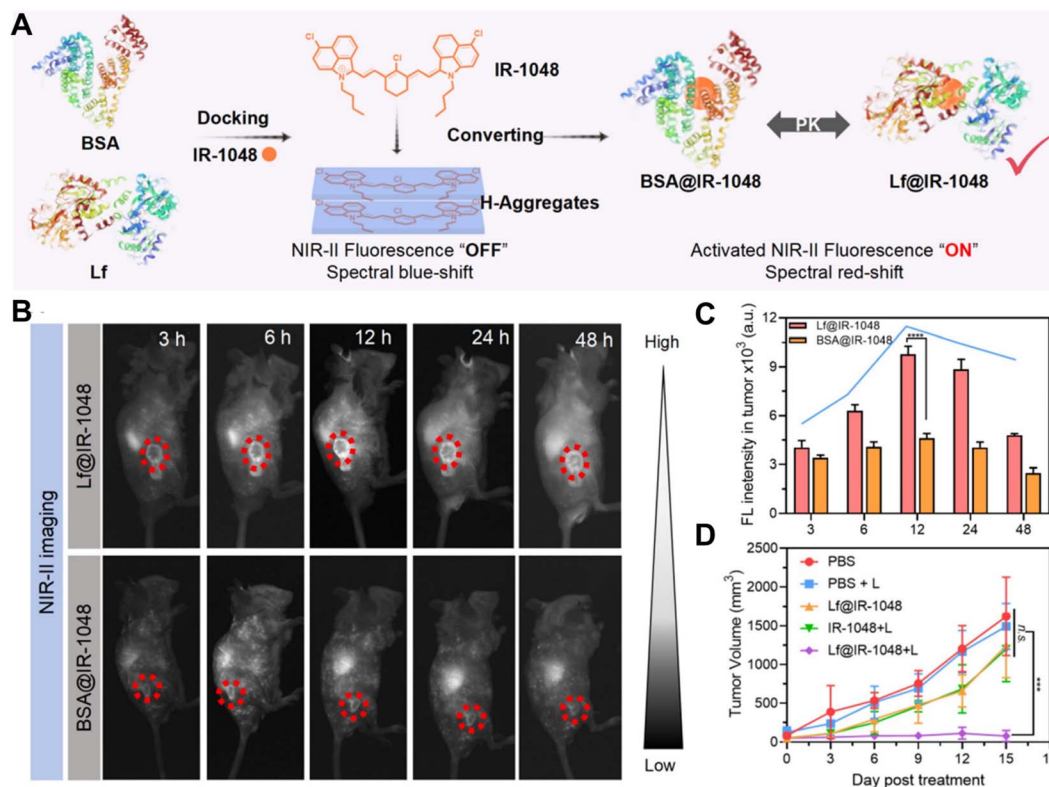 A
BSA
Lf
Docking
IR-1048
Cl
Cl
Cl
N
N
IR-1048
H-Aggregates
NIR-II Fluorescence “OFF”
Spectral blue-shift
Converting
BSA@IR-1048
PK
Lf@IR-1048
Activated NIR-II Fluorescence “ON”
Spectral red-shift
B
NIR-II imaging
Lf@IR-1048
BSA@IR-1048
3 h
6 h
12 h
24 h
48 h
High
Low
C
FL inetensity in tumor x10³ (a.u.)
12
9
6
3
0
Lf@IR-1048
BSA@IR-1048
****
3
6
12
24
48
D
Tumor Volume (mm³)
2500
2000
1500
1000
500
0
PBS
PBS + L
Lf@IR-1048
IR-1048+L
Lf@IR-1048+L
n.s.
***
0
3
6
9
12
15
1
Day post treatment